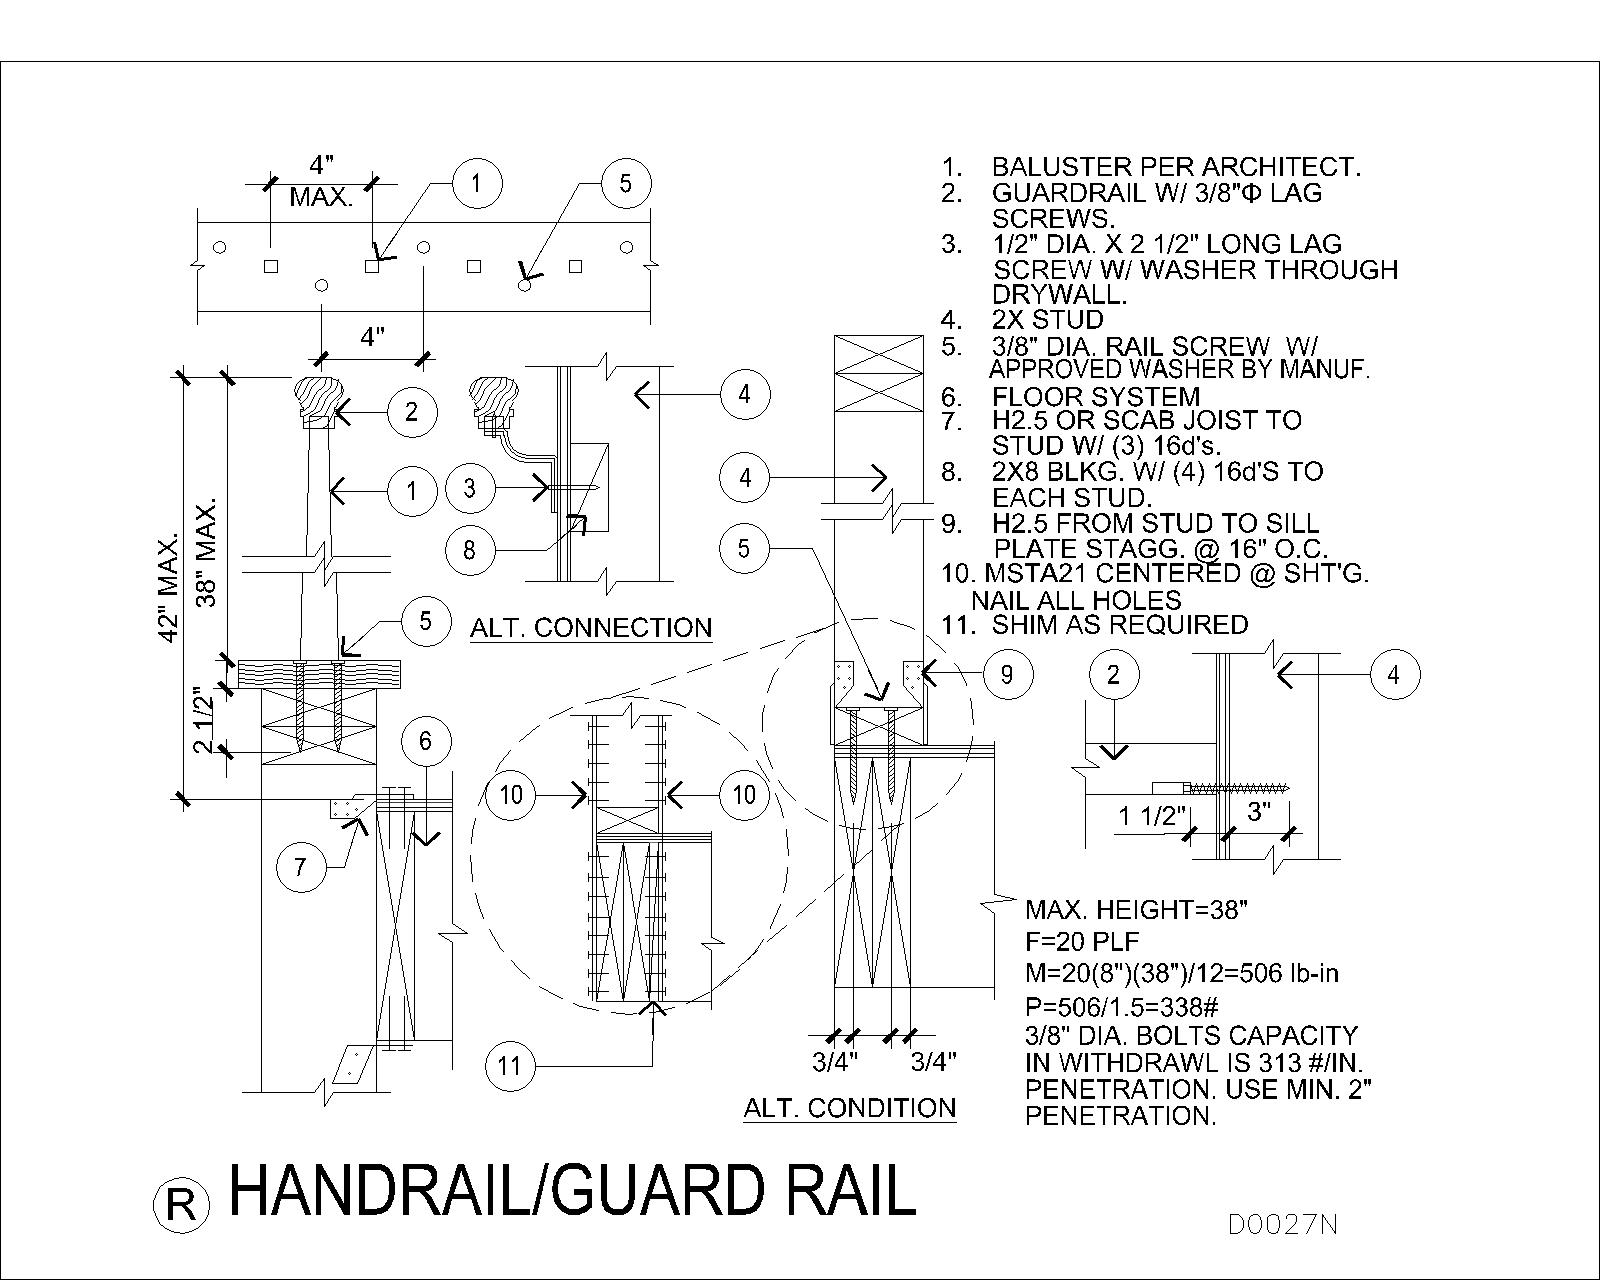 4"
MAX.
1
5
4"
42" MAX.
38" MAX.
2 1/2"
2
1
5
6
7
3
8
4
ALT. CONNECTION
4
5
9
10
10
11
3/4"
3/4"
ALT. CONDITION
1. BALUSTER PER ARCHITECT.
2. GUARDRAIL W/ 3/8"Φ LAG
SCREWS.
3. 1/2" DIA. X 2 1/2" LONG LAG
SCREW W/ WASHER THROUGH
DRYWALL.
4. 2X STUD
5. 3/8" DIA. RAIL SCREW W/
APPROVED WASHER BY MANUF.
6. FLOOR SYSTEM
7. H2.5 OR SCAB JOIST TO
STUD W/ (3) 16d's.
8. 2X8 BLKG. W/ (4) 16d'S TO
EACH STUD.
9. H2.5 FROM STUD TO SILL
PLATE STAGG. @ 16" O.C.
10. MSTA21 CENTERED @ SHT'G.
NAIL ALL HOLES
11. SHIM AS REQUIRED
2
4
1 1/2"
3"
MAX. HEIGHT=38"
F=20 PLF
M=20(8")(38")/12=506 lb-in
P=506/1.5=338#
3/8" DIA. BOLTS CAPACITY
IN WITHDRAWL IS 313 #/IN.
PENETRATION. USE MIN. 2"
PENETRATION.
R HANDRAIL/GUARD RAIL
D0027N